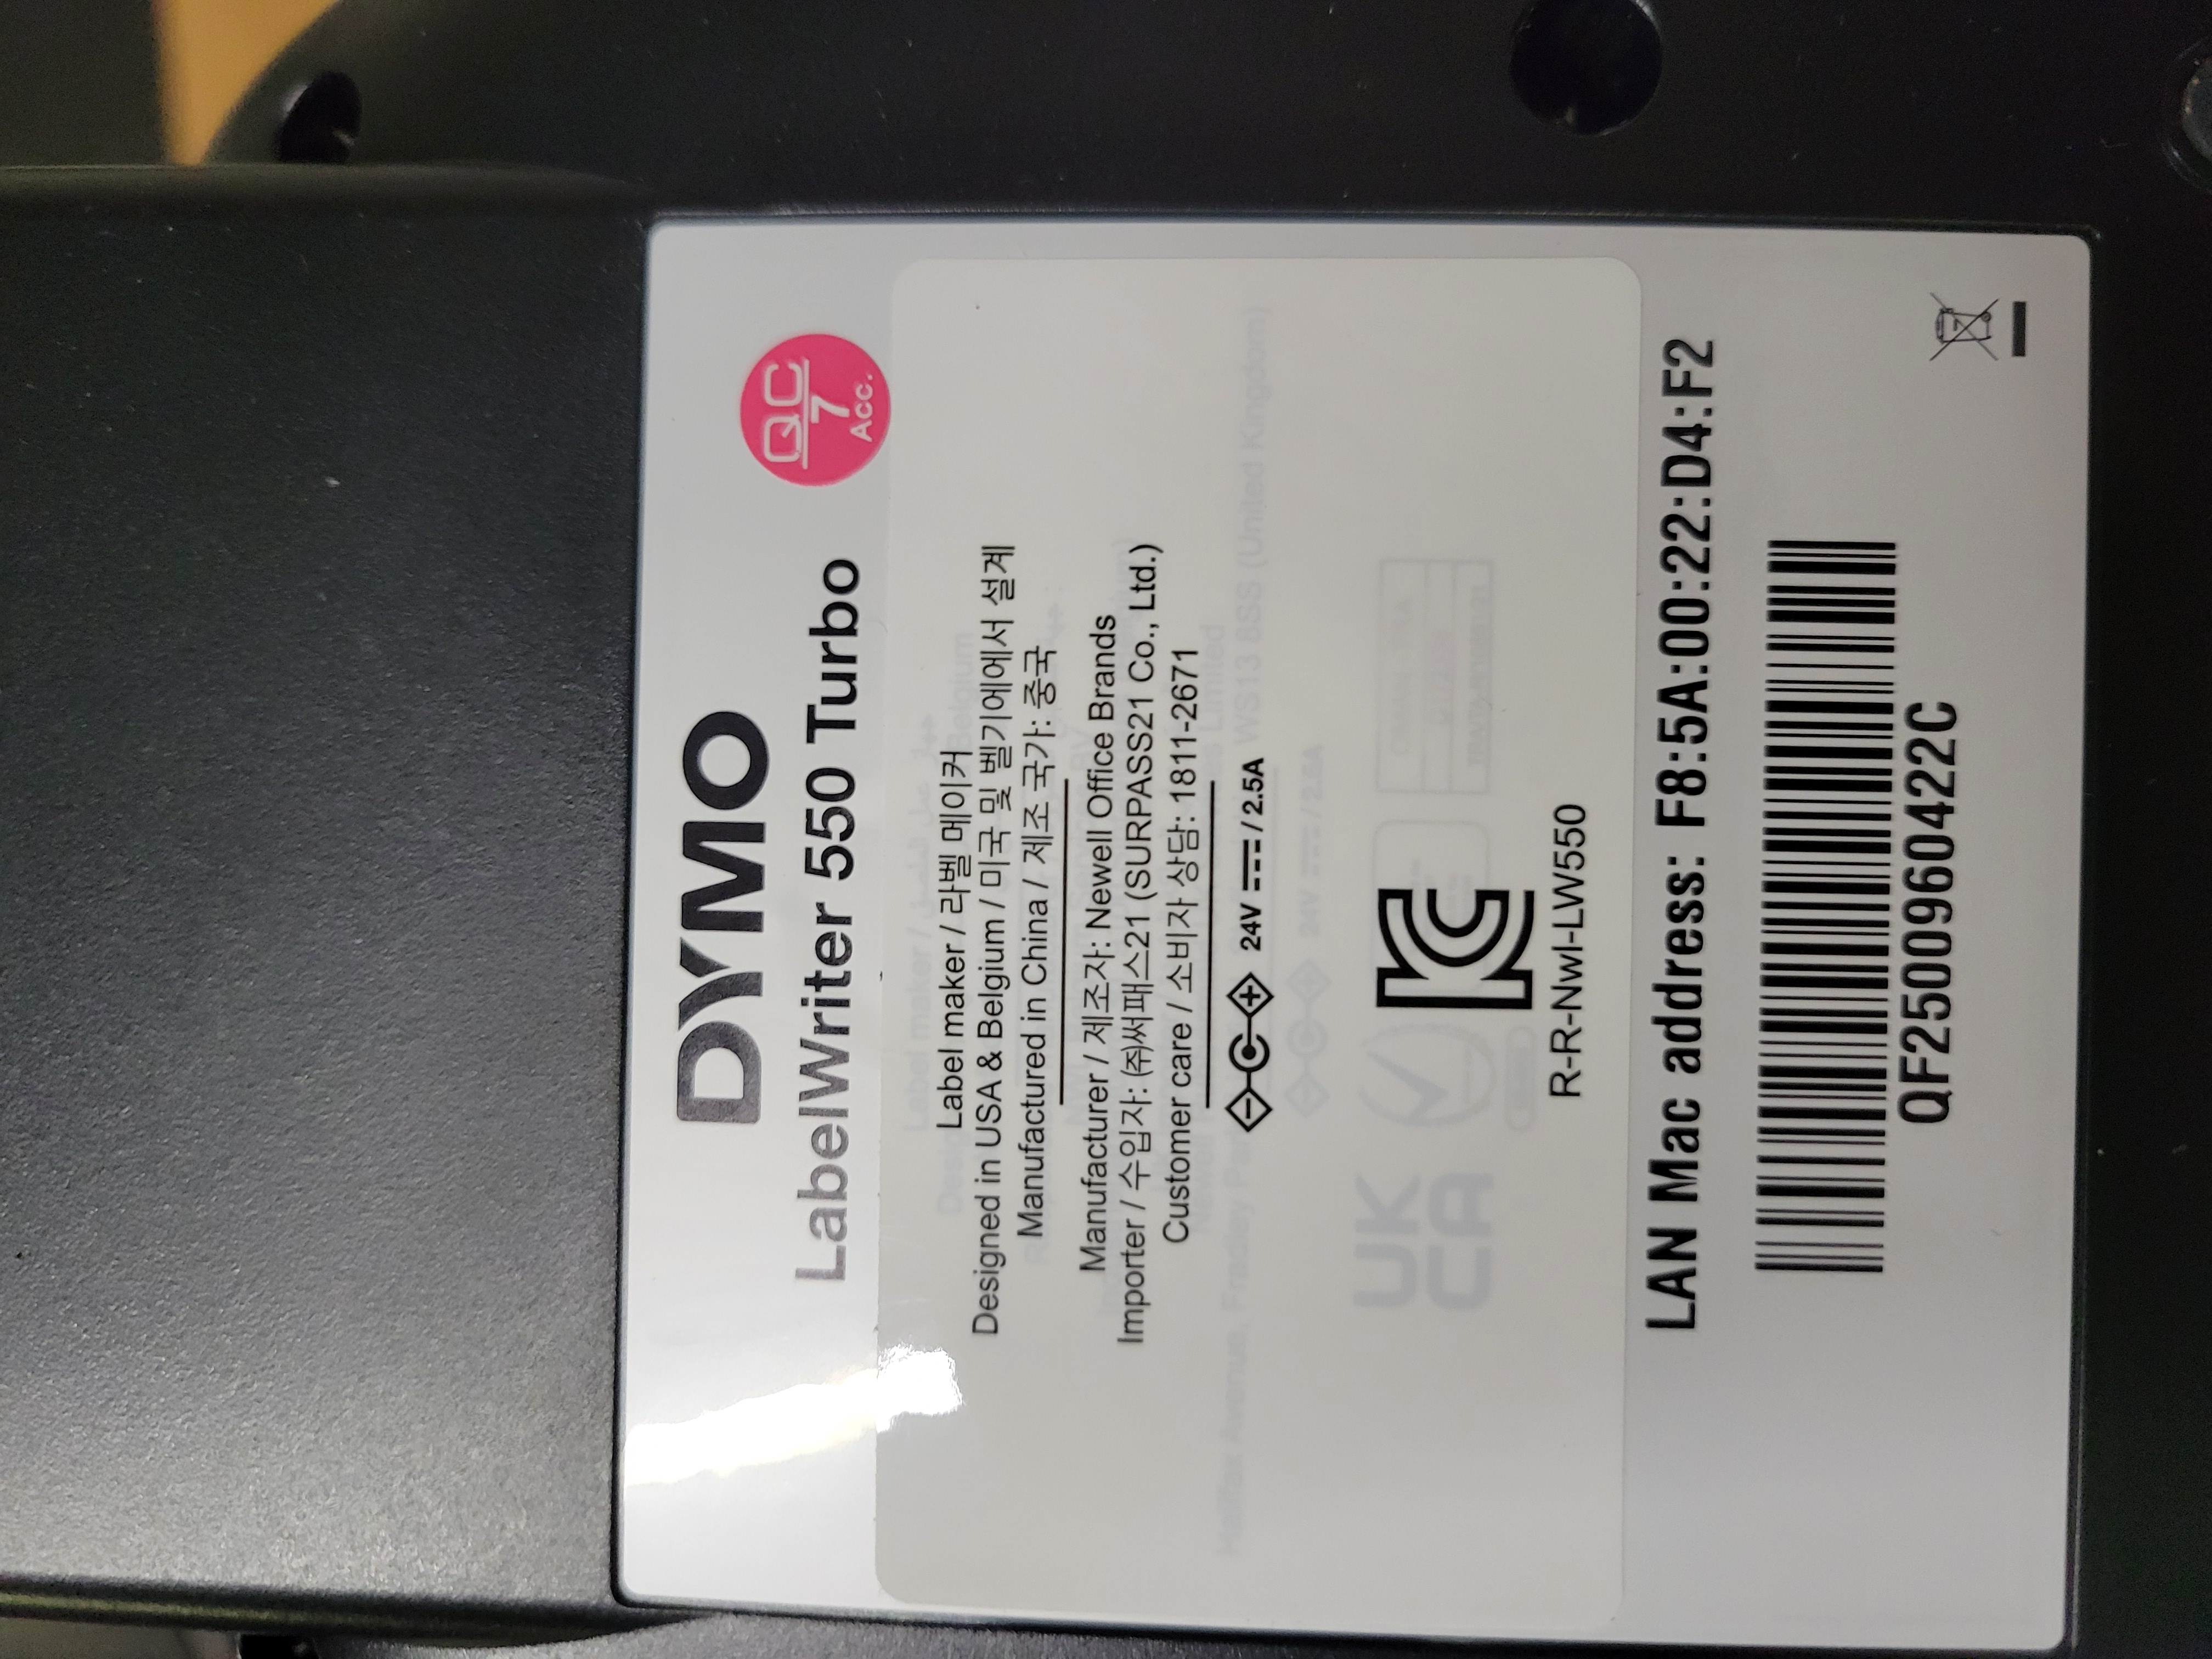 DYMO
LabelWriter 550 Turbo
QC
7
Acc.
Label maker / 라벨 메이커
Designed in USA & Belgium / 미국 및 벨기에에서 설계
Manufactured in China / 제조 국가: 중국
Manufacturer / 제조자: Newell Office Brands
Importer / 수입자: ㈜써패스21 (SURPASS21 Co., Ltd.)
Customer care / 소비자 상담: 1811-2671
24V / 2.5A
R-R-Nwl-LW550
UK
CA
LAN Mac address: F8:5A:00:22:D4:F2
QF2500960422C